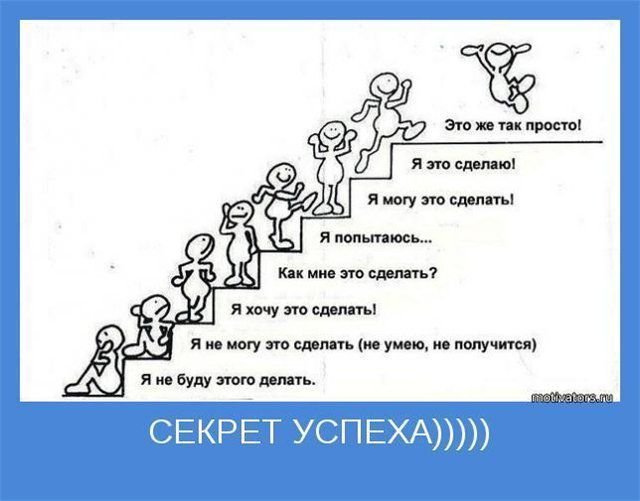 Это же так просто!
Я это сделаю!
Я могу это сделать!
Я попытаюсь...
Как мне это сделать?
Я хочу это сделать!
Я не могу это сделать (не умею, не получится)
Я не буду этого делать.
motivators.ru
СЕКРЕТ УСПЕХА)))))